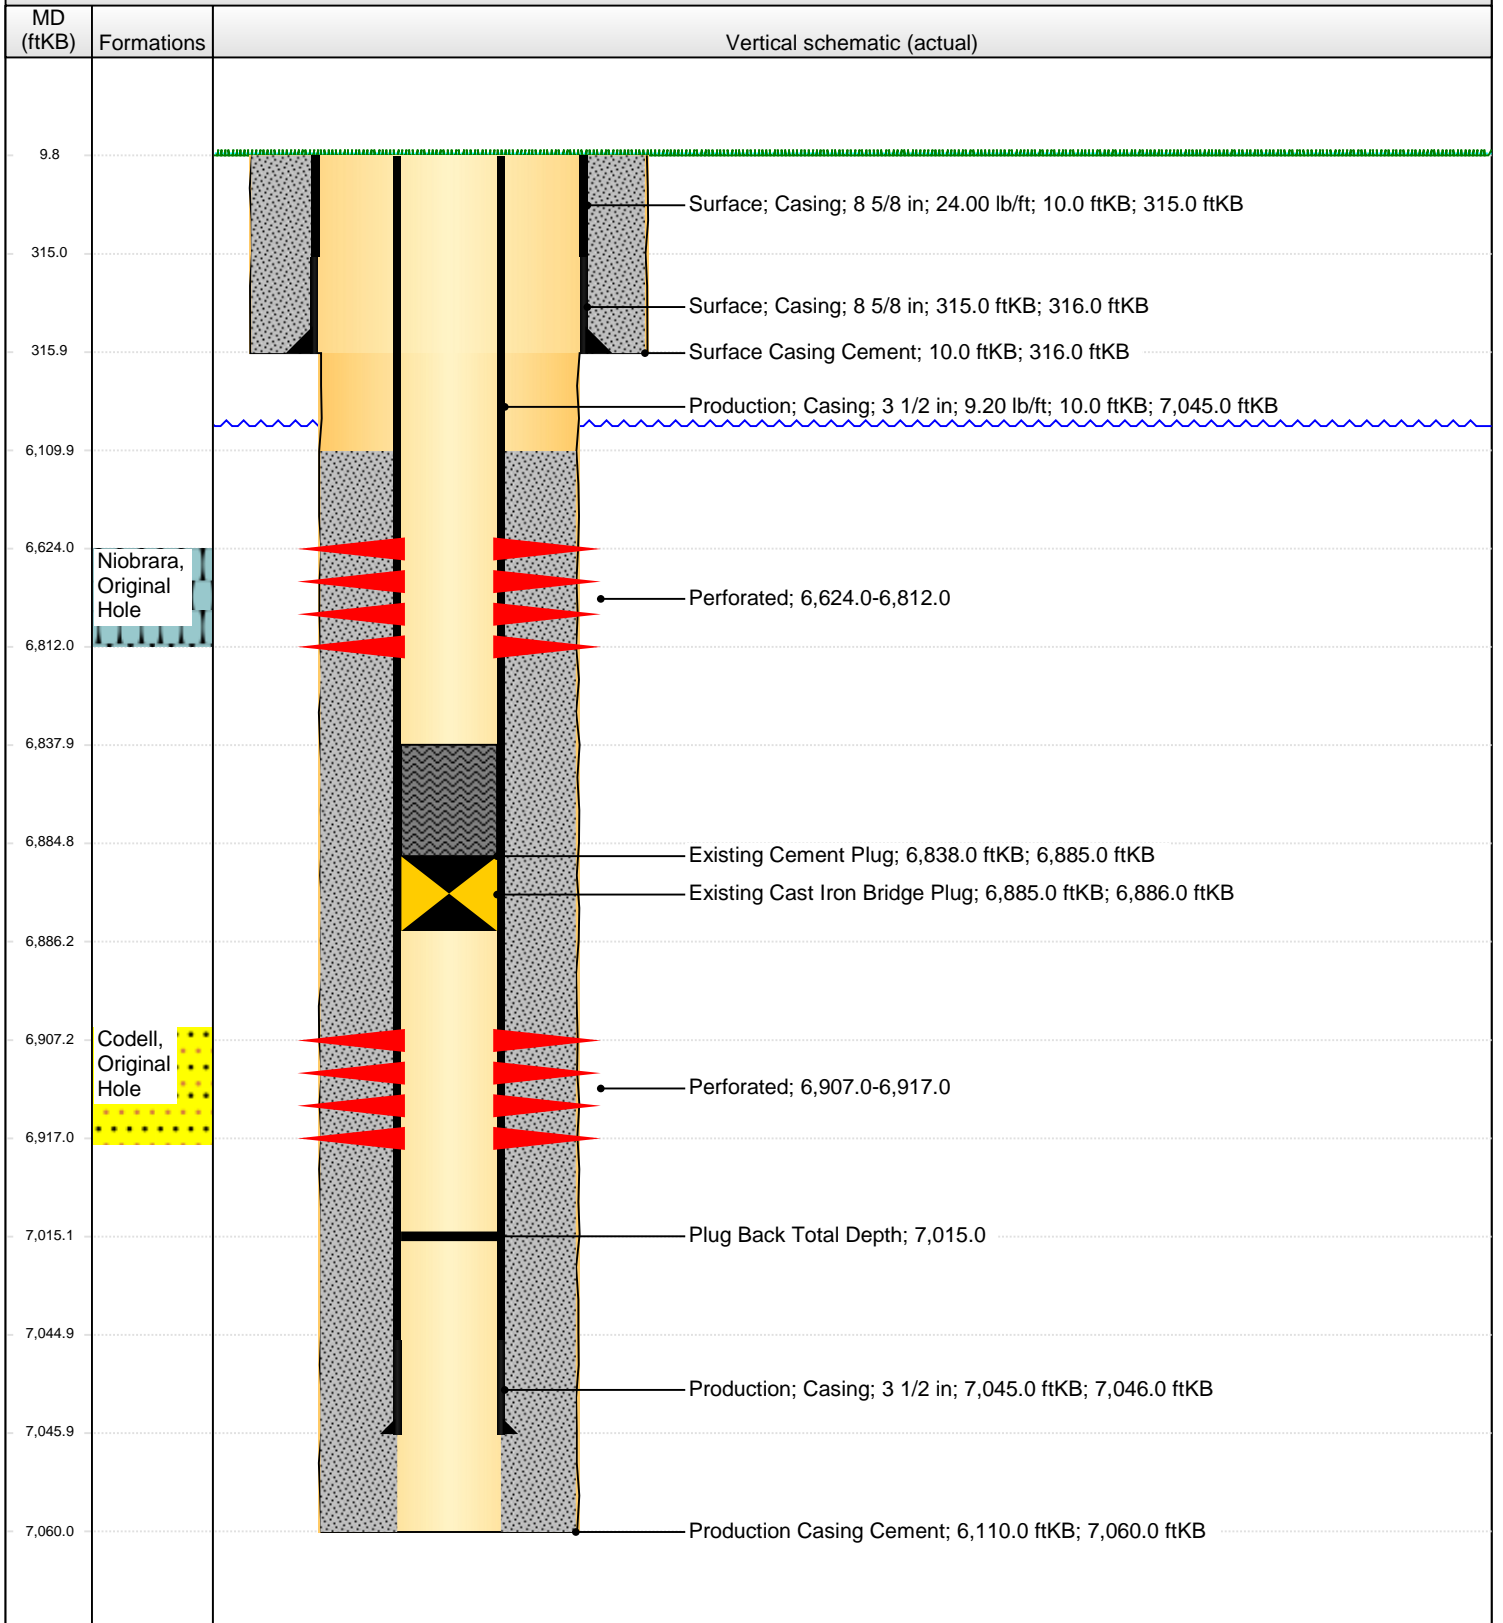 MD
(ftKB)
Formations
Vertical schematic (actual)
9.8
Surface; Casing; 8 5/8 in; 24.00 lb/ft; 10.0 ftKB; 315.0 ftKB
315.0
Surface; Casing; 8 5/8 in; 315.0 ftKB; 316.0 ftKB
315.9
Surface Casing Cement; 10.0 ftKB; 316.0 ftKB
Production; Casing; 3 1/2 in; 9.20 lb/ft; 10.0 ftKB; 7,045.0 ftKB
6,109.9
6,624.0
Niobrara,
Original
Hole
Perforated; 6,624.0-6,812.0
6,812.0
6,837.9
6,884.8
Existing Cement Plug; 6,838.0 ftKB; 6,885.0 ftKB
Existing Cast Iron Bridge Plug; 6,885.0 ftKB; 6,886.0 ftKB
6,886.2
6,907.2
Codell,
Original
Hole
Perforated; 6,907.0-6,917.0
6,917.0
7,015.1
Plug Back Total Depth; 7,015.0
7,044.9
Production; Casing; 3 1/2 in; 7,045.0 ftKB; 7,046.0 ftKB
7,045.9
7,060.0
Production Casing Cement; 6,110.0 ftKB; 7,060.0 ftKB